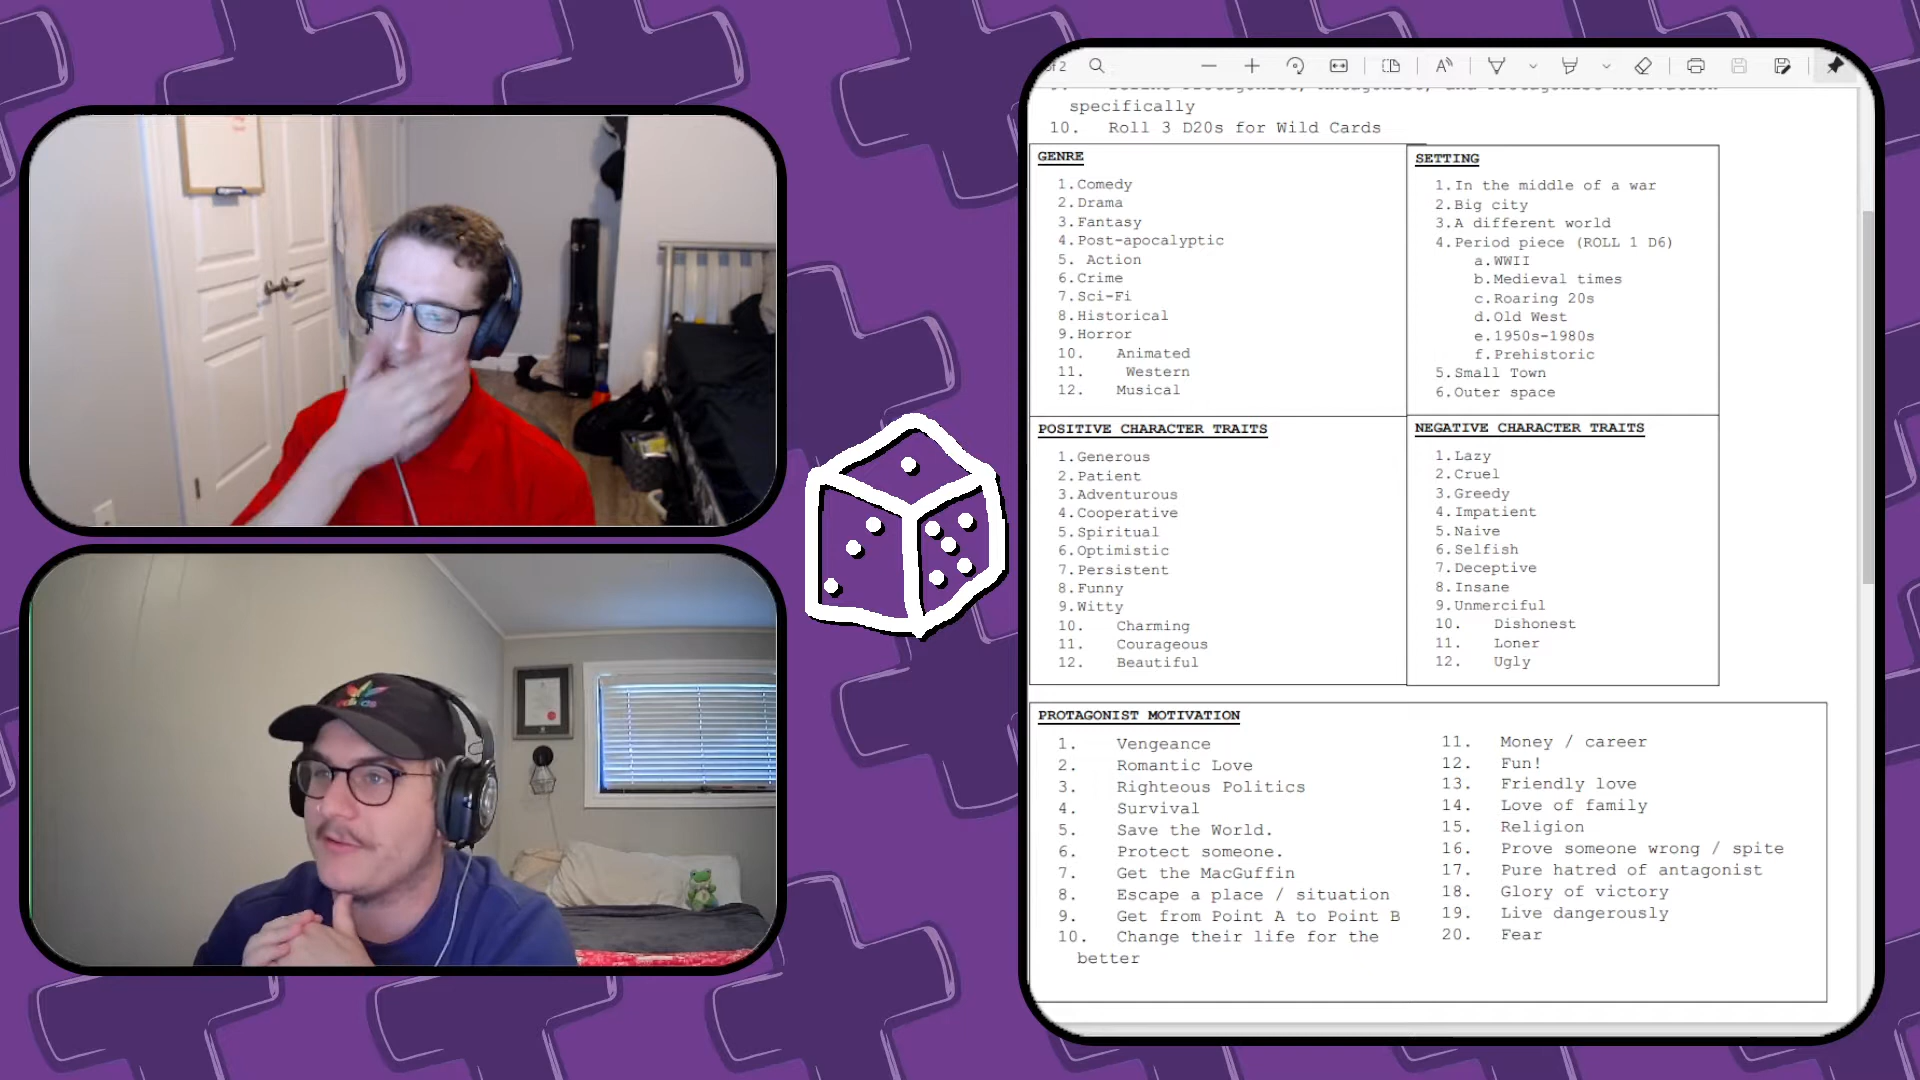 of 2
specifically
10. Roll 3 D20s for Wild Cards
GENRE
1.Comedy
2.Drama
3.Fantasy
4.Post-apocalyptic
5. Action
6.Crime
7.Sci-Fi
8.Historical
9.Horror
10. Animated
11. Western
12. Musical
SETTING
1.In the middle of a war
2.Big city
3.A different world
4.Period piece (ROLL 1 D6)
a.WWII
b.Medieval times
c.Roaring 20s
d.Old West
e.1950s-1980s
f.Prehistoric
5.Small Town
6.Outer space
POSITIVE CHARACTER TRAITS
1.Generous
2.Patient
3.Adventurous
4.Cooperative
5.Spiritual
6.Optimistic
7.Persistent
8.Funny
9.Witty
10. Charming
11. Courageous
12. Beautiful
NEGATIVE CHARACTER TRAITS
1.Lazy
2.Cruel
3.Greedy
4.Impatient
5.Naive
6.Selfish
7.Deceptive
8.Insane
9.Unmerciful
10. Dishonest
11. Loner
12. Ugly
PROTAGONIST MOTIVATION
1. Vengeance
2. Romantic Love
3. Righteous Politics
4. Survival
5. Save the World.
6. Protect someone.
7. Get the MacGuffin
8. Escape a place / situation
9. Get from Point A to Point B
10. Change their life for the
better
11. Money / career
12. Fun!
13. Friendly love
14. Love of family
15. Religion
16. Prove someone wrong / spite
17. Pure hatred of antagonist
18. Glory of victory
19. Live dangerously
20. Fear